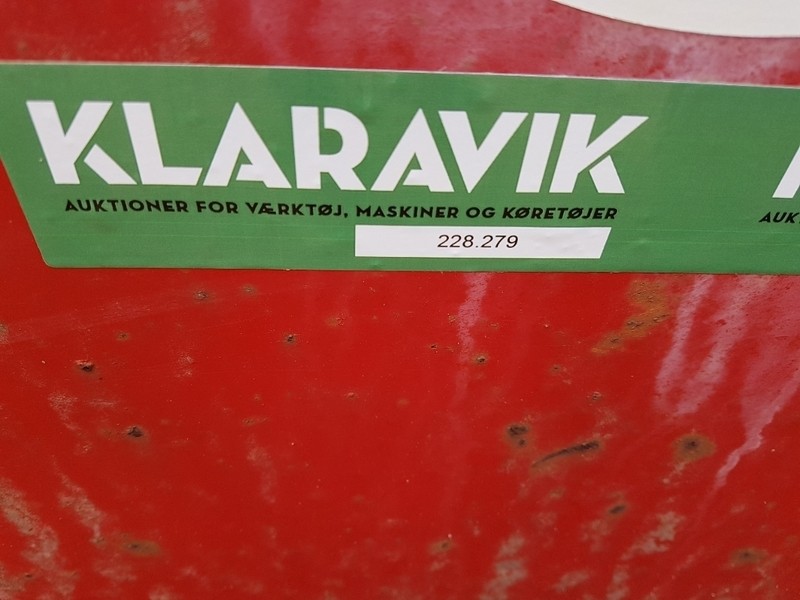 KLARAVIK
AUKTIONER FOR VÆRKTØJ, MASKINER OG KØRETØJER
228.279